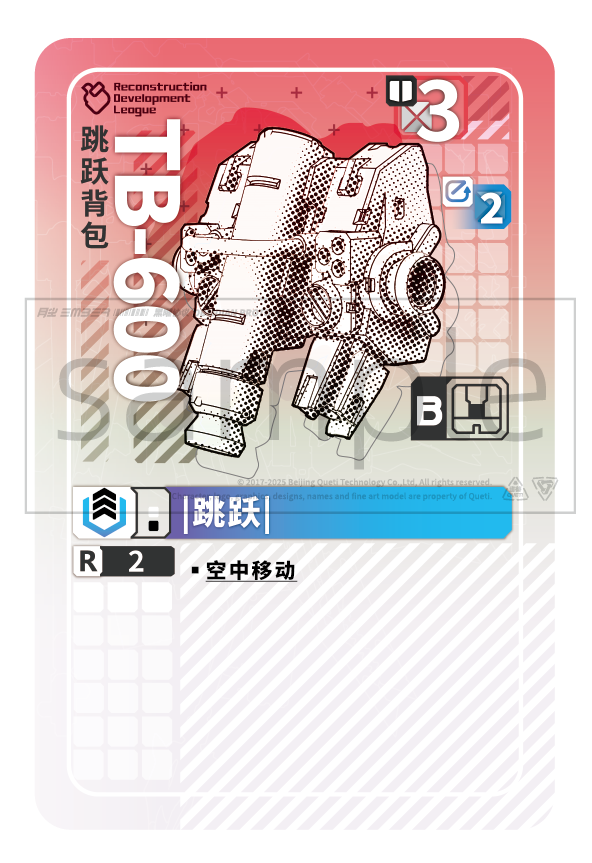 Reconstruction
Development
League
3
跳跃背包
TB-600
2
sample
B
© 2017-2025 Beijing Queti Technology Co.,Ltd. All rights reserved.
designs, names and fine art model are property of Queti.
|跳跃|
R 2
▪ 空中移动